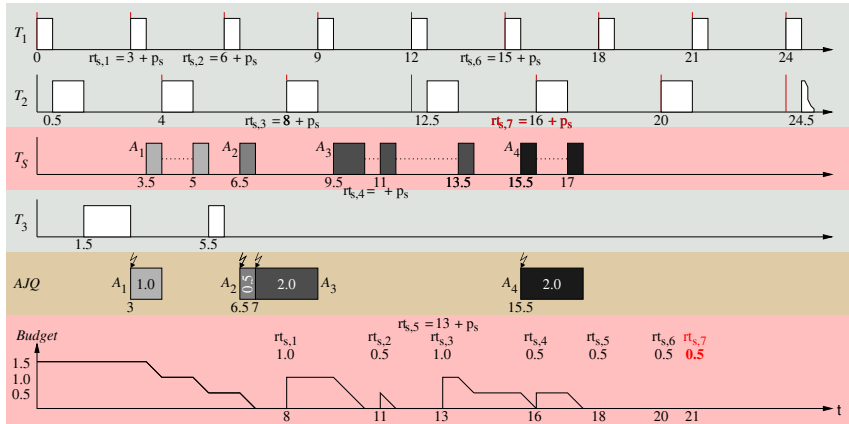 T1
0 3 6 9 12 15 18 21 24
rts,1 = 3 + ps rts,2 = 6 + ps rts,6 = 15 + ps
T2
0.5 4 8 12.5 16 20 24.5
rts,3 = 8 + ps rts,7 = 16 + ps
TS A1 A2 A3 A4
3.5 5 6.5 9.5 11 13.5 15.5 17
rts,4 = + ps
T3
1.5 5.5
AJQ A1 1.0 A2 0.5 2.0 A3 A4 2.0
3 6.5 7 15.5
rts,5 = 13 + ps
Budget rts,1 rts,2 rts,3 rts,4 rts,5 rts,6 rts,7
1.0 0.5 1.0 0.5 0.5 0.5 0.5
1.5
1.0
0.5
8 11 13 16 18 20 21 t